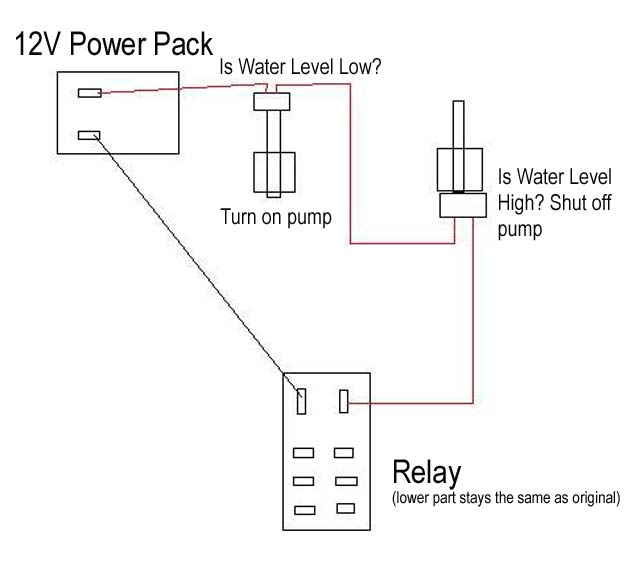 12V Power Pack
Is Water Level Low?
Turn on pump
Is Water Level
High? Shut off
pump
Relay
(lower part stays the same as original)